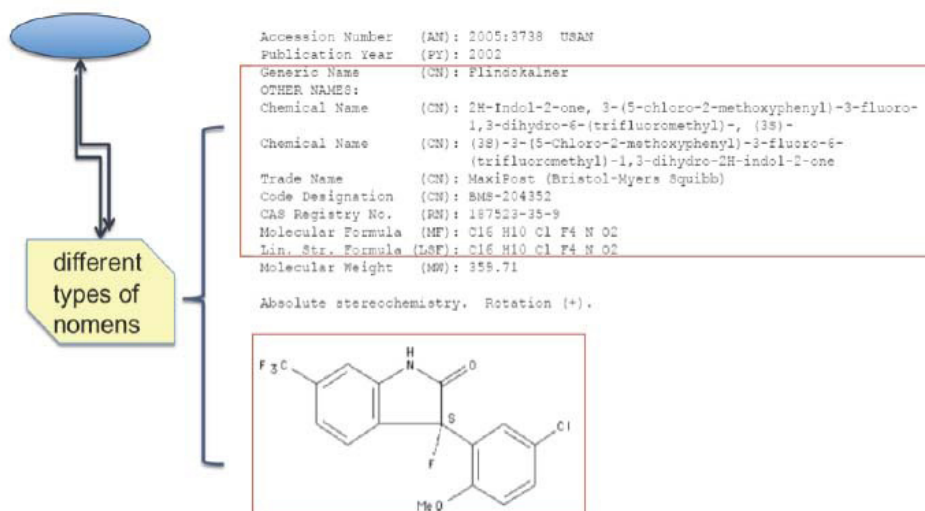 Accession Number (AN): 2005:3738 USAN
Publication Year (PY): 2002
Generic Name (CN): Flindokalner
OTHER NAMES:
Chemical Name (CN): 2H-Indol-2-one, 3-(5-chloro-2-methoxyphenyl)-3-fluoro-
1,3-dihydro-6-(trifluoromethyl)-, (3S)-
Chemical Name (CN): (3S)-3-(5-Chloro-2-methoxyphenyl)-3-fluoro-6-
(trifluoromethyl)-1,3-dihydro-2H-indol-2-one
Trade Name (CN): MaxiPost (Bristol-Myers Squibb)
Code Designation (CN): BMS-204352
CAS Registry No. (RN): 187523-35-9
Molecular Formula (MF): C16 H10 Cl F4 N O2
Lin. Str. Formula (LSF): C16 H10 Cl F4 N O2
Molecular Weight (MW): 359.71
Absolute stereochemistry. Rotation (+).
different
types of
nomens
H
F3C
N
O
S
Cl
F
MeO